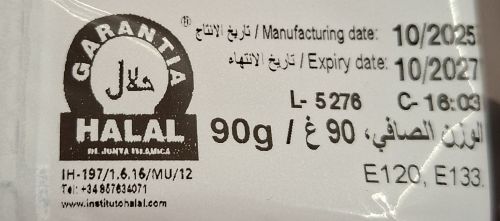 GARANTIA
®
حلال
HALAL
DE JUNTA ISLAMICA
IH-197/1.6.16/MU/12
Tel: +34 957634071
www.institutohalal.com
تاريخ الانتاج / Manufacturing date: 10/2025
تاريخ الانتهاء / Expiry date: 10/2027
L- 5276 C- 16:03
الوزن الصافي، 90 غ / 90g
E120, E133.